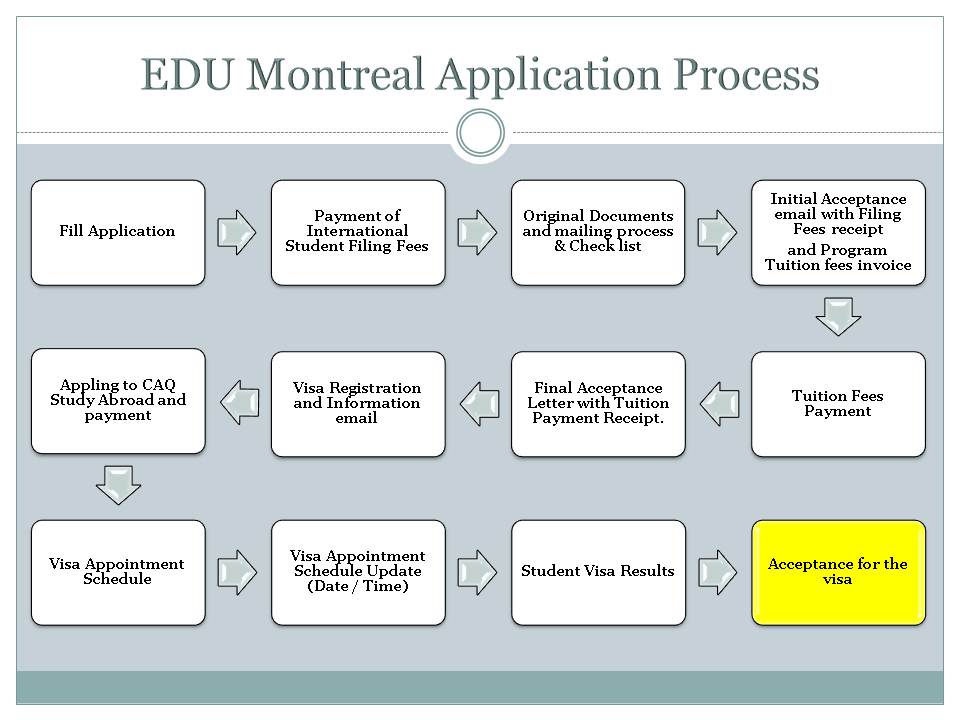 EDU Montreal Application Process
Fill Application
Payment of
International
Student Filing Fees
Original Documents
and mailing process
& Check list
Initial Acceptance
email with Filing
Fees receipt
and Program
Tuition fees invoice
Tuition Fees
Payment
Final Acceptance
Letter with Tuition
Payment Receipt.
Visa Registration
and Information
email
Appling to CAQ
Study Abroad and
payment
Visa Appointment
Schedule
Visa Appointment
Schedule Update
(Date / Time)
Student Visa Results
Acceptance for the
visa